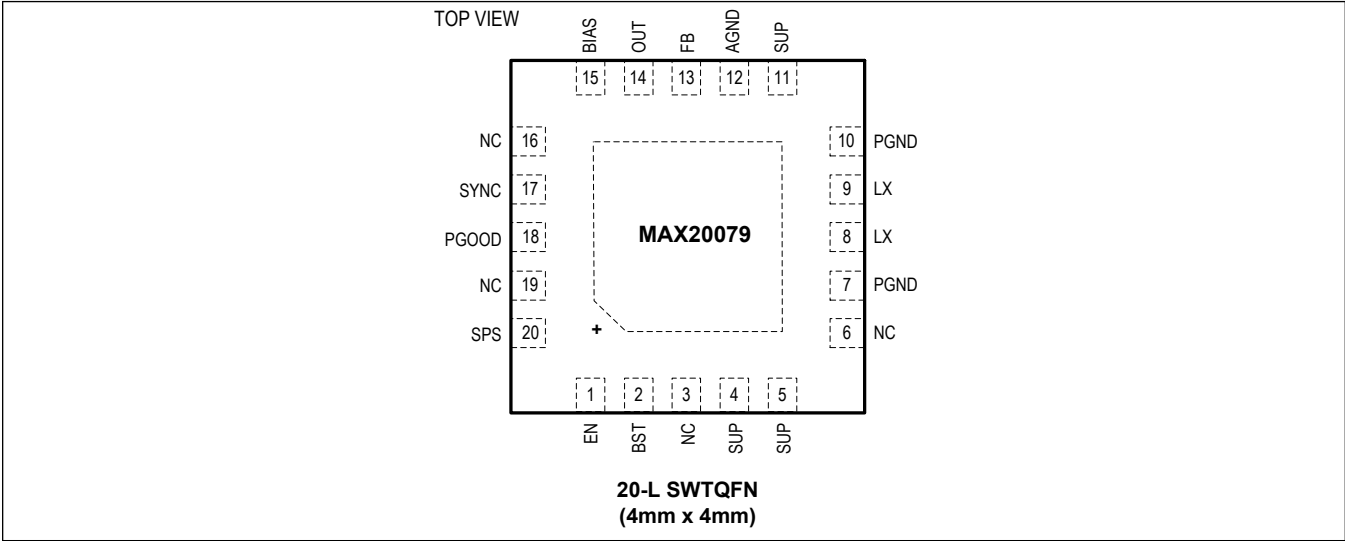 TOP VIEW
BIAS OUT FB AGND SUP
15 14 13 12 11
NC 16 10 PGND
SYNC 17 9 LX
PGOOD 18 MAX20079 8 LX
NC 19 7 PGND
SPS 20 + 6 NC
1 2 3 4 5
EN BST NC SUP SUP
20-L SWTQFN
(4mm x 4mm)